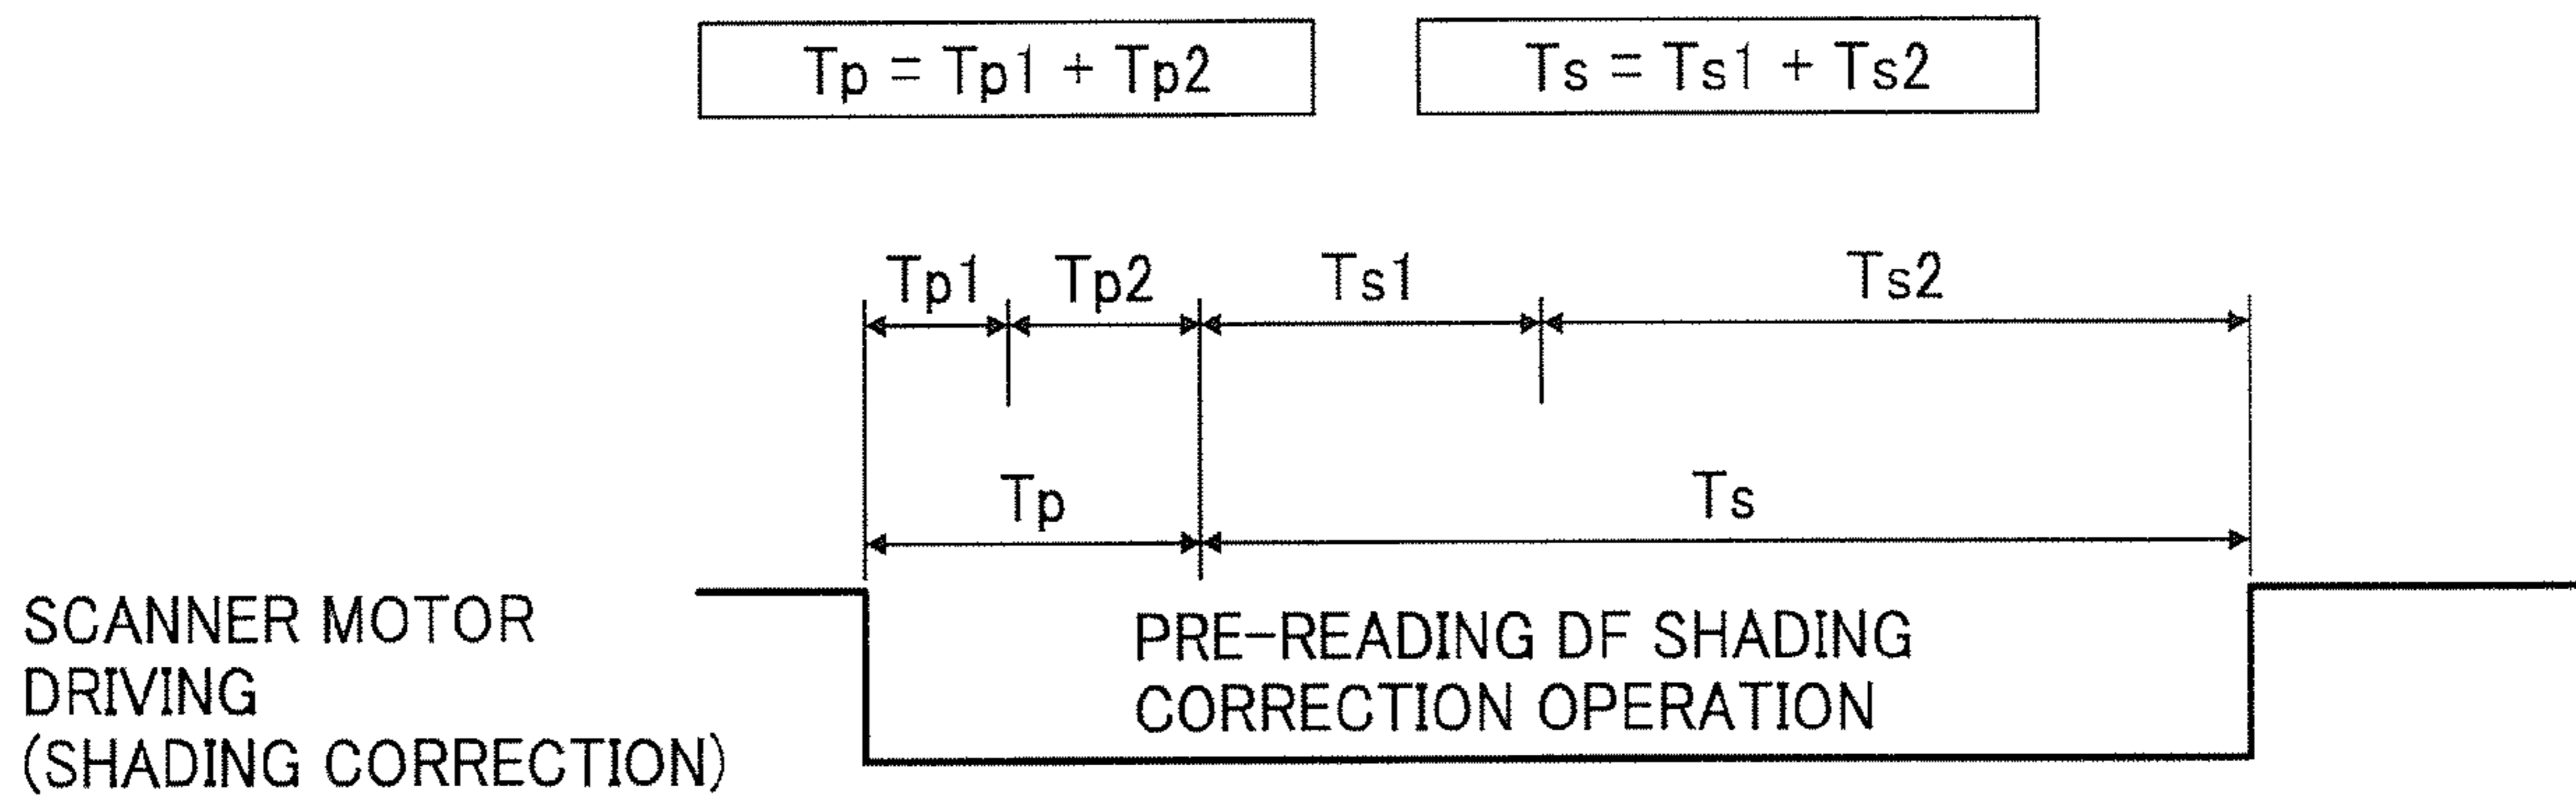 Tp = Tp1 + Tp2
Ts = Ts1 + Ts2
Tp1
Tp2
Ts1
Ts2
Tp
Ts
SCANNER MOTOR
DRIVING
(SHADING CORRECTION)
PRE-READING DF SHADING
CORRECTION OPERATION